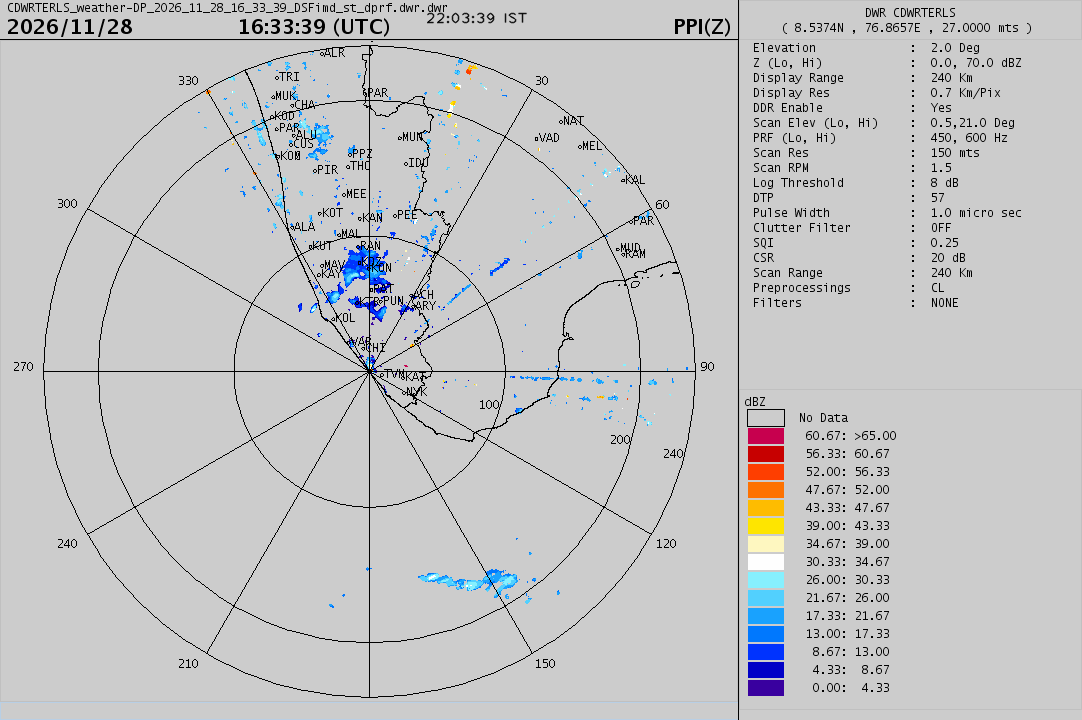 CDWRTERLS_weather-DP_2026_11_28_16_33_39_DSFimd_st_dprf.dwr.dwr
2026/11/28 16:33:39 (UTC) 22:03:39 IST PPI(Z)
DWR CDWRTERLS
( 8.5374N , 76.8657E , 27.0000 mts )
Elevation : 2.0 Deg
Z (Lo, Hi) : 0.0, 70.0 dBZ
Display Range : 240 Km
Display Res : 0.7 Km/Pix
DDR Enable : Yes
Scan Elev (Lo, Hi) : 0.5,21.0 Deg
PRF (Lo, Hi) : 450, 600 Hz
Scan Res : 150 mts
Scan RPM : 1.5
Log Threshold : 8 dB
DTP : 57
Pulse Width : 1.0 micro sec
Clutter Filter : OFF
SQI : 0.25
CSR : 20 dB
Scan Range : 240 Km
Preprocessings : CL
Filters : NONE
dBZ
No Data
60.67: >65.00
56.33: 60.67
52.00: 56.33
47.67: 52.00
43.33: 47.67
39.00: 43.33
34.67: 39.00
30.33: 34.67
26.00: 30.33
21.67: 26.00
17.33: 21.67
13.00: 17.33
8.67: 13.00
4.33: 8.67
0.00: 4.33
ALR
TRI
330
30
MUK
PAR
CHA
KOD
NAT
PAR
ALU
MUN
VAD
CUS
MEL
KOM
PPZ
THO
IDU
PIR
KAL
MEE
300
60
KOT
KAN
PEE
PAR
ALA
MAL
KUT
RAN
MUD
KAM
MAV
KON
KAY
PUN
ACH
ARY
KOL
VAR
CHI
270
90
TVM
KAT
NYK
100
200
240
240
120
210
150